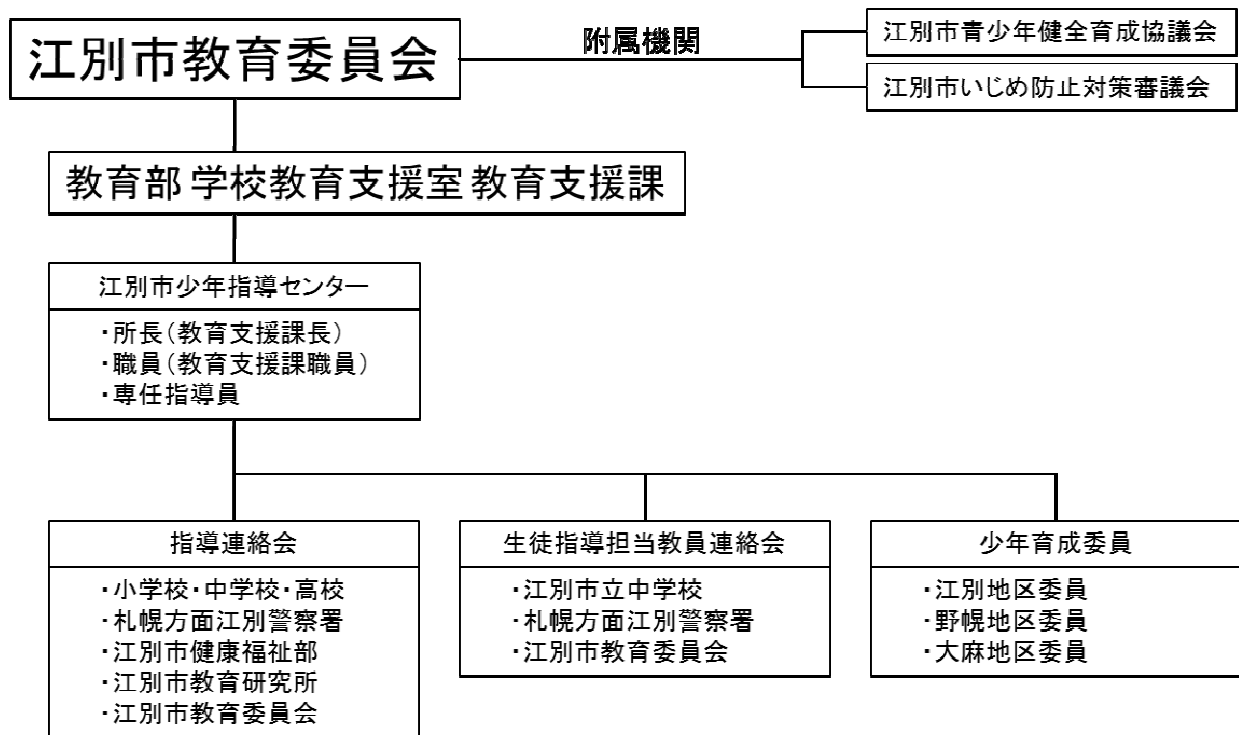 江別市教育委員会
附属機関
江別市青少年健全育成協議会
江別市いじめ防止対策審議会
教育部 学校教育支援室 教育支援課
江別市少年指導センター
・所長(教育支援課長)
・職員(教育支援課職員)
・専任指導員
指導連絡会
・小学校・中学校・高校
・札幌方面江別警察署
・江別市健康福祉部
・江別市教育研究所
・江別市教育委員会
生徒指導担当教員連絡会
・江別市立中学校
・札幌方面江別警察署
・江別市教育委員会
少年育成委員
・江別地区委員
・野幌地区委員
・大麻地区委員